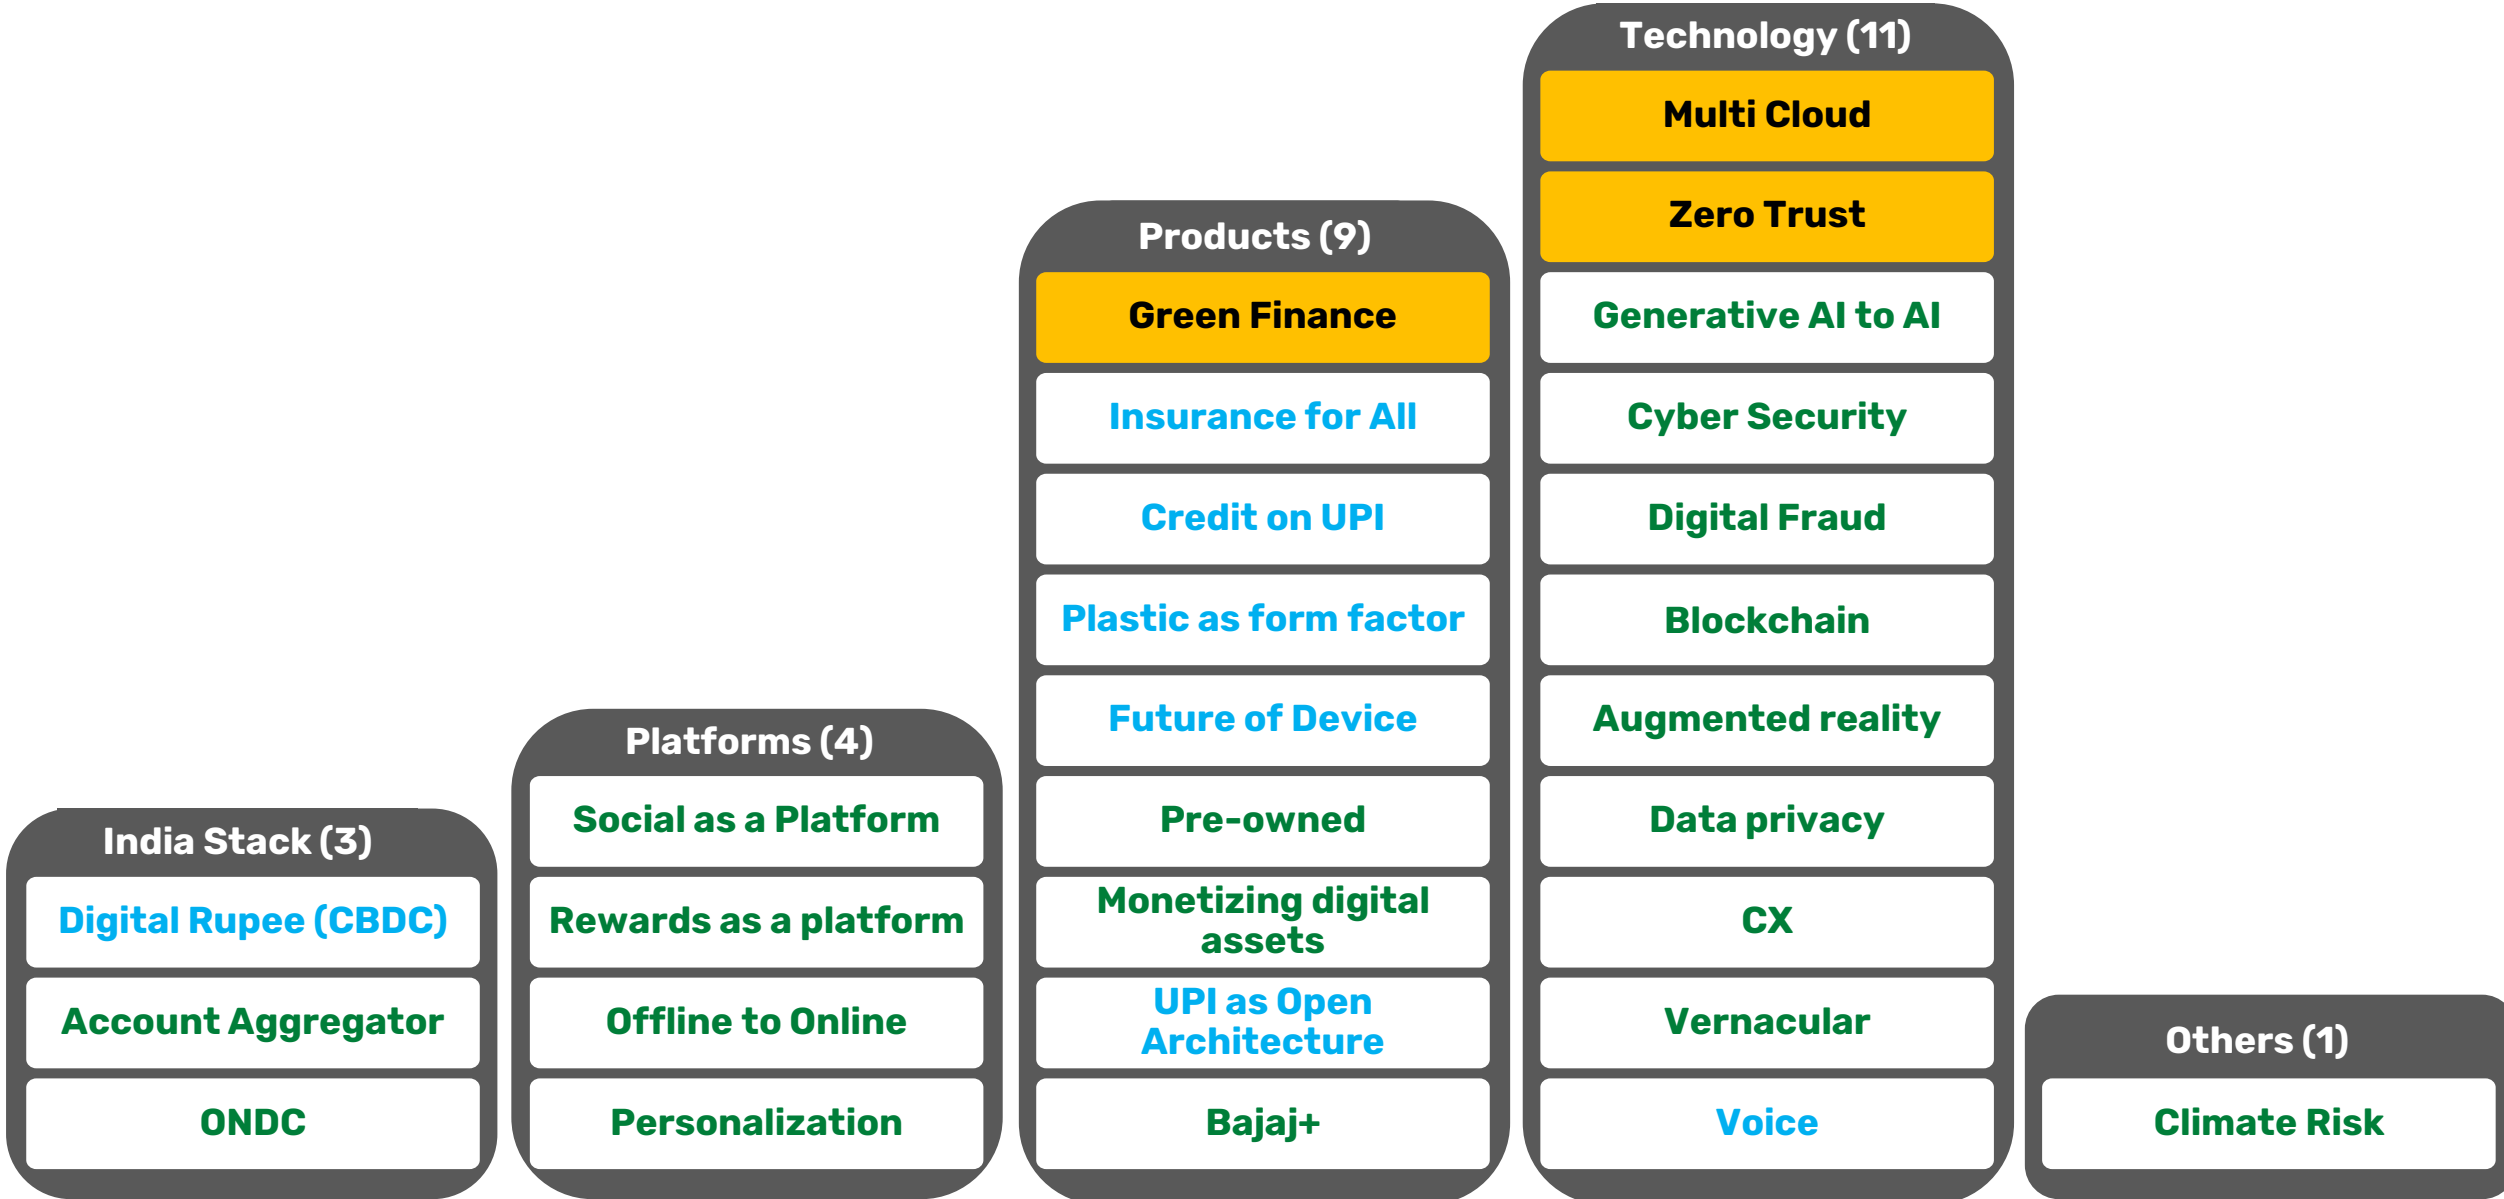 India Stack (3)
Digital Rupee (CBDC)
Account Aggregator
ONDC
Platforms (4)
Social as a Platform
Rewards as a platform
Offline to Online
Personalization
Products (9)
Green Finance
Insurance for All
Credit on UPI
Plastic as form factor
Future of Device
Pre-owned
Monetizing digital
assets
UPI as Open
Architecture
Bajaj+
Technology (11)
Multi Cloud
Zero Trust
Generative AI to AI
Cyber Security
Digital Fraud
Blockchain
Augmented reality
Data privacy
CX
Vernacular
Voice
Others (1)
Climate Risk